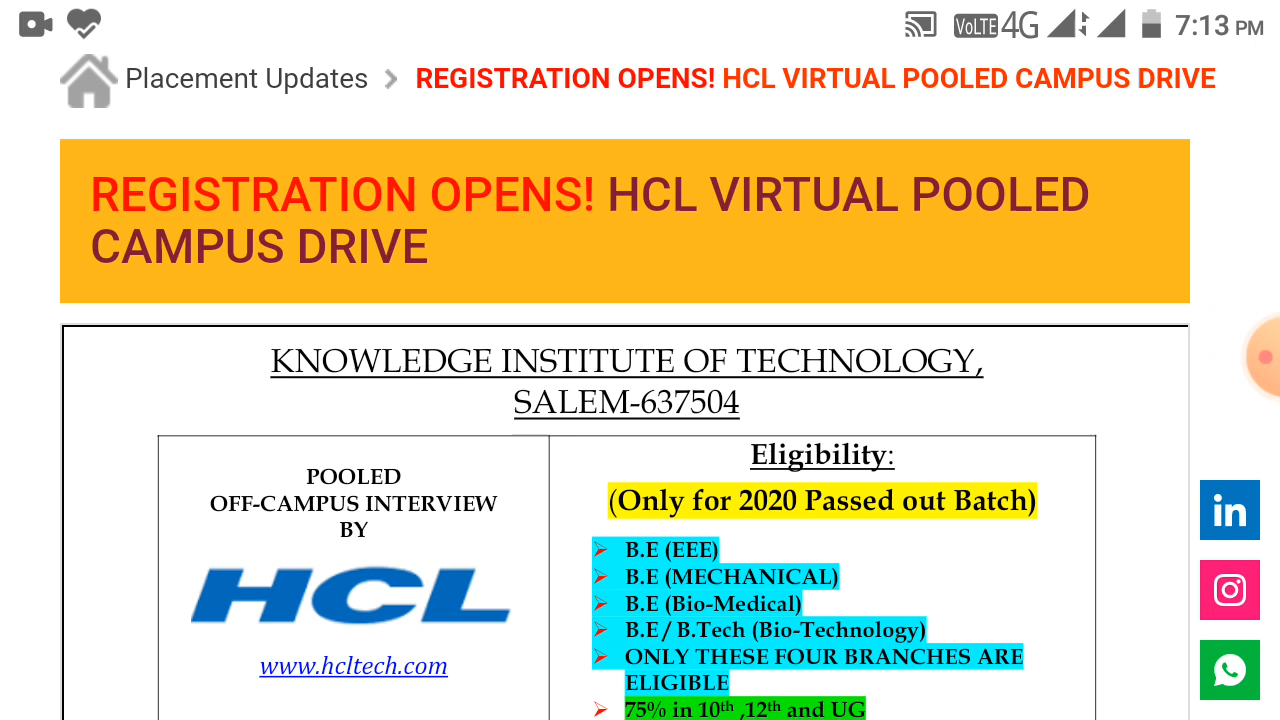 VoLTE 4G 7:13 PM
Placement Updates > REGISTRATION OPENS! HCL VIRTUAL POOLED CAMPUS DRIVE
REGISTRATION OPENS! HCL VIRTUAL POOLED
CAMPUS DRIVE
KNOWLEDGE INSTITUTE OF TECHNOLOGY,
SALEM-637504
POOLED
OFF-CAMPUS INTERVIEW
BY
HCL
www.hcltech.com
Eligibility:
(Only for 2020 Passed out Batch)
➢ B.E (EEE)
➢ B.E (MECHANICAL)
➢ B.E (Bio-Medical)
➢ B.E / B.Tech (Bio-Technology)
➢ ONLY THESE FOUR BRANCHES ARE
ELIGIBLE
➢ 75% in 10th ,12th and UG
in